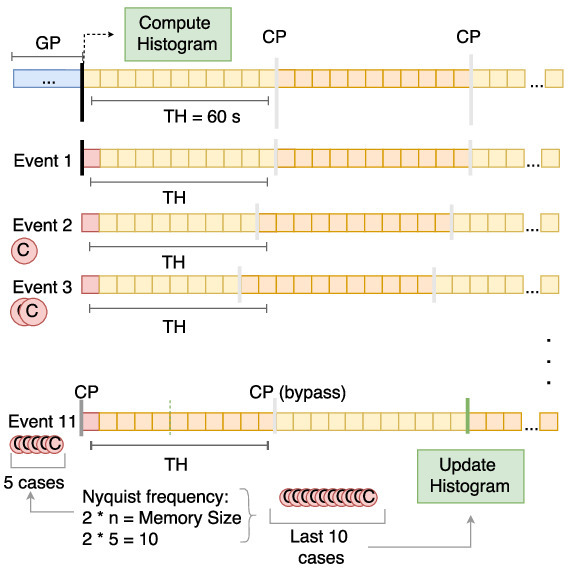 Compute
Histogram
GP
CP
CP
...
...
TH = 60 s
Event 1
...
TH
Event 2
...
C
TH
Event 3
...
C C
TH
CP
CP (bypass)
Event 11
...
CCCCC
TH
5 cases
Nyquist frequency:
2 * n = Memory Size
2 * 5 = 10
CCCCCCCCCC
Last 10
cases
Update
Histogram